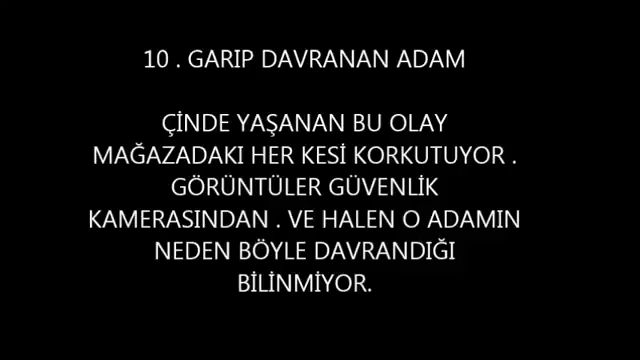 10 . GARIP DAVRANAN ADAM
ÇİNDE YAŞANAN BU OLAY
MAĞAZADAKI HER KESİ KORKUTUYOR .
GÖRÜNTÜLER GÜVENLİK
KAMERASINDAN . VE HALEN O ADAMIN
NEDEN BÖYLE DAVRANDIĞI
BİLİNMİYOR.